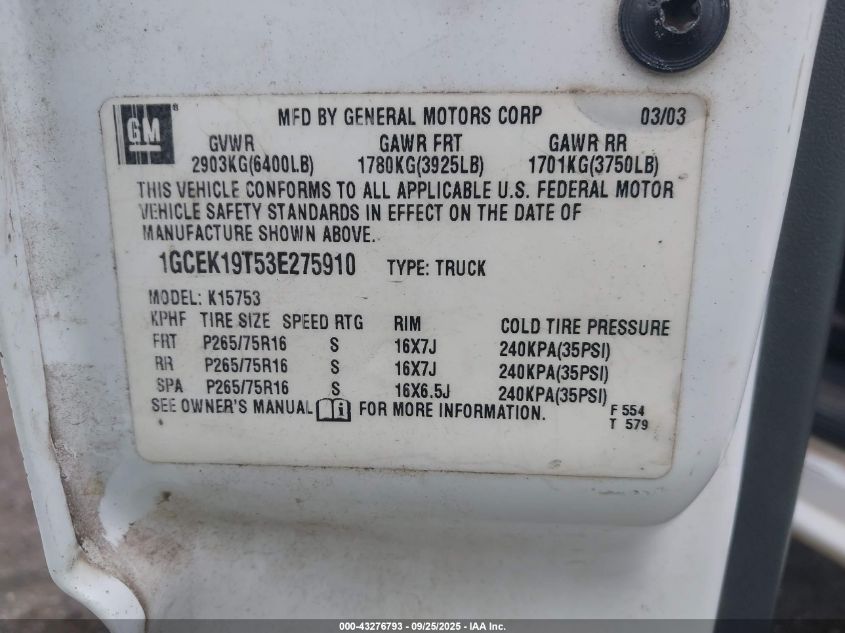 GM ®
MFD BY GENERAL MOTORS CORP 03/03
GVWR GAWR FRT GAWR RR
2903KG(6400LB) 1780KG(3925LB) 1701KG(3750LB)
THIS VEHICLE CONFORMS TO ALL APPLICABLE U.S. FEDERAL MOTOR
VEHICLE SAFETY STANDARDS IN EFFECT ON THE DATE OF
MANUFACTURE SHOWN ABOVE.
1GCEK19T53E275910 TYPE: TRUCK
MODEL: K15753
KPHF TIRE SIZE SPEED RTG RIM COLD TIRE PRESSURE
FRT P265/75R16 S 16X7J 240KPA(35PSI)
RR P265/75R16 S 16X7J 240KPA(35PSI)
SPA P265/75R16 S 16X6.5J 240KPA(35PSI)
SEE OWNER'S MANUAL i FOR MORE INFORMATION.
F 554
T 579
000-43276793 - 09/25/2025 - IAA Inc.